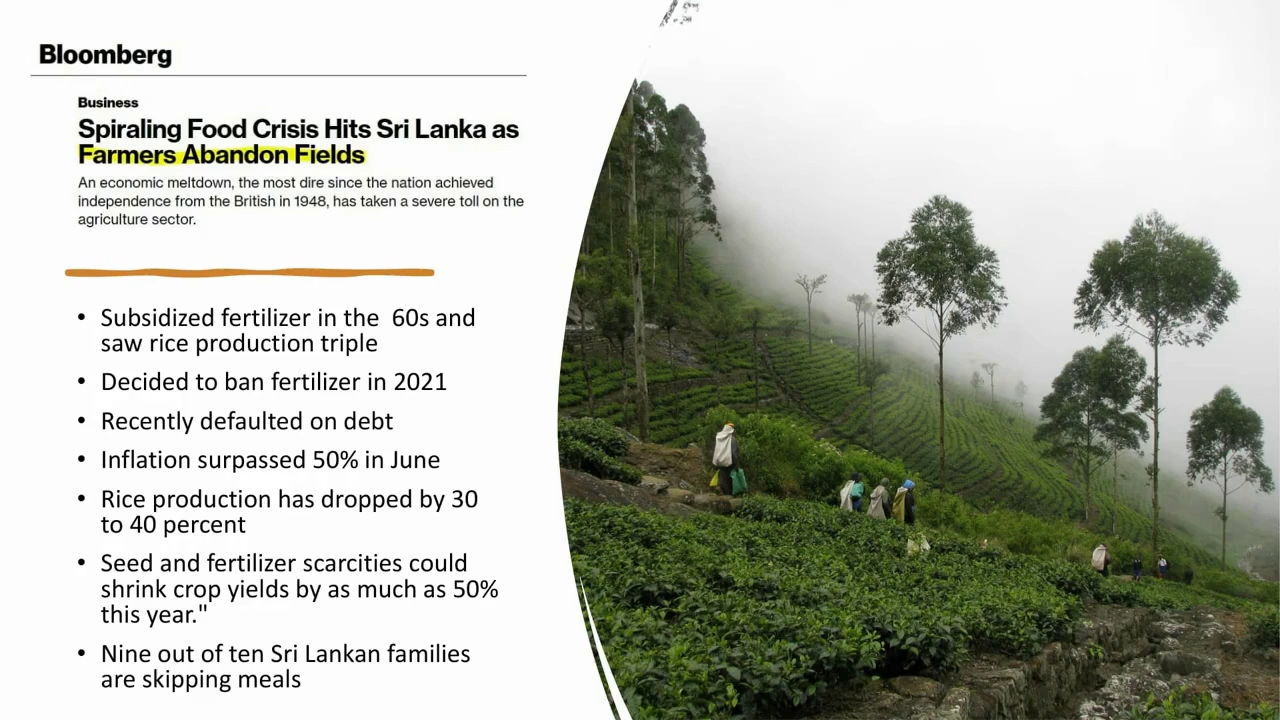 Bloomberg
Business
Spiraling Food Crisis Hits Sri Lanka as
Farmers Abandon Fields
An economic meltdown, the most dire since the nation achieved
independence from the British in 1948, has taken a severe toll on the
agriculture sector.
• Subsidized fertilizer in the  60s and
saw rice production triple
• Decided to ban fertilizer in 2021
• Recently defaulted on debt
• Inflation surpassed 50% in June
• Rice production has dropped by 30
to 40 percent
• Seed and fertilizer scarcities could
shrink crop yields by as much as 50%
this year."
• Nine out of ten Sri Lankan families
are skipping meals